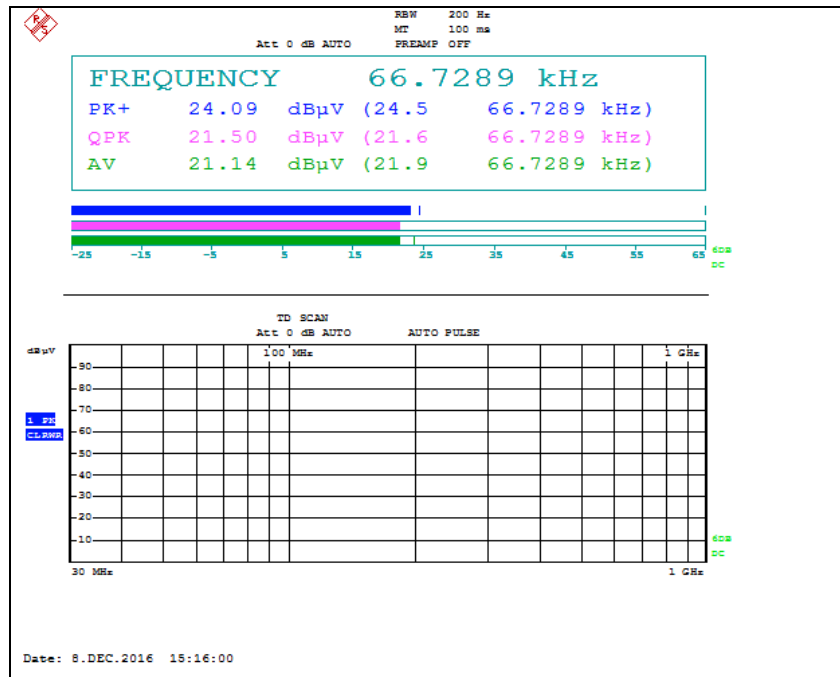 RBW 200 Hz
MT 100 ms
Att 0 dB AUTO PREAMP OFF
FREQUENCY 66.7289 kHz
PK+ 24.09 dBµV (24.5 66.7289 kHz)
QPK 21.50 dBµV (21.6 66.7289 kHz)
AV 21.14 dBµV (21.9 66.7289 kHz)
-25 -15 -5 5 15 25 35 45 55 65
6DB
DC
TD SCAN
Att 0 dB AUTO AUTO PULSE
dBµV
100 MHz 1 GHz
90
80
70
1 PK
60
CLRWR
50
40
30
20
10
6DB
DC
30 MHz 1 GHz
Date: 8.DEC.2016 15:16:00